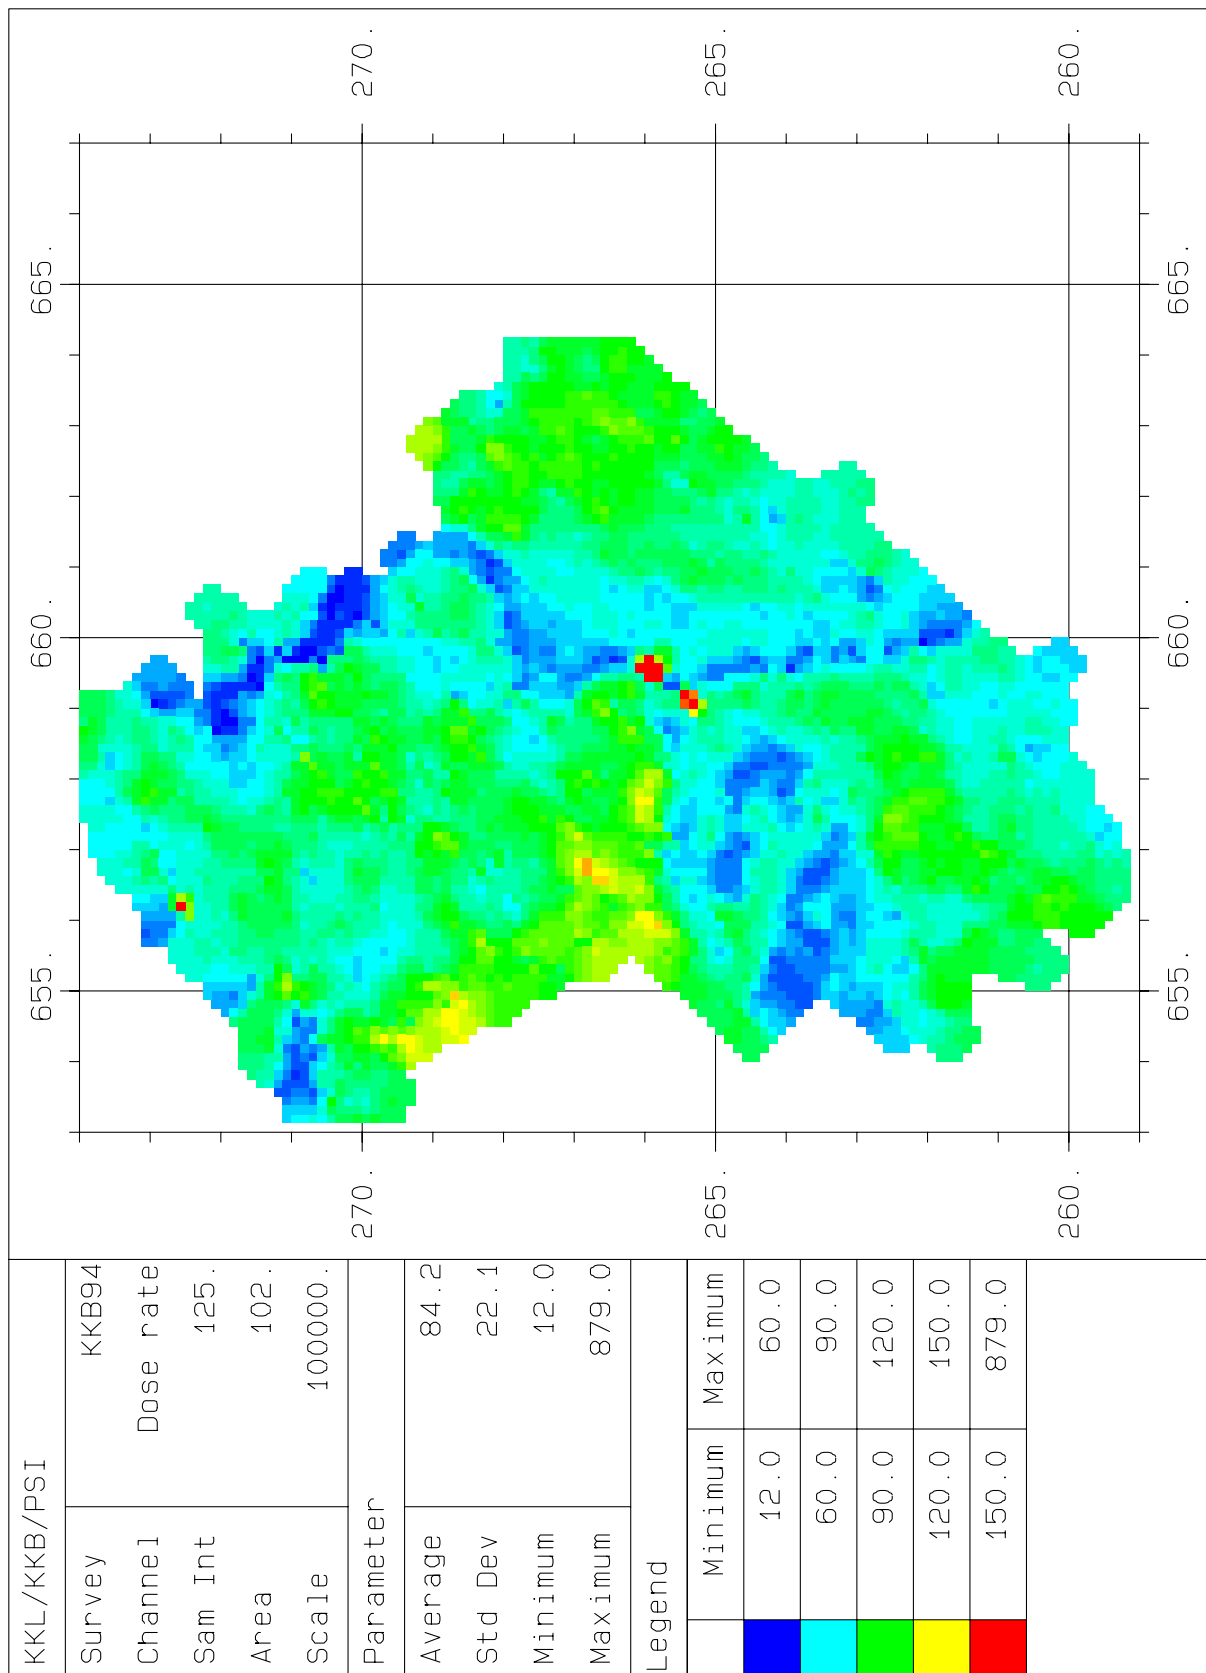 KKL/KKB/PSI
Survey KKB94
Channel Dose rate
Sam Int 125.
Area 102.
Scale 100000.
Parameter
Average 84.2
Std Dev 22.1
Minimum 12.0
Maximum 879.0
Legend
Minimum Maximum
12.0 60.0
60.0 90.0
90.0 120.0
120.0 150.0
150.0 879.0
655. 660. 665.
270. 270.
265. 265.
260. 260.
655. 660. 665.